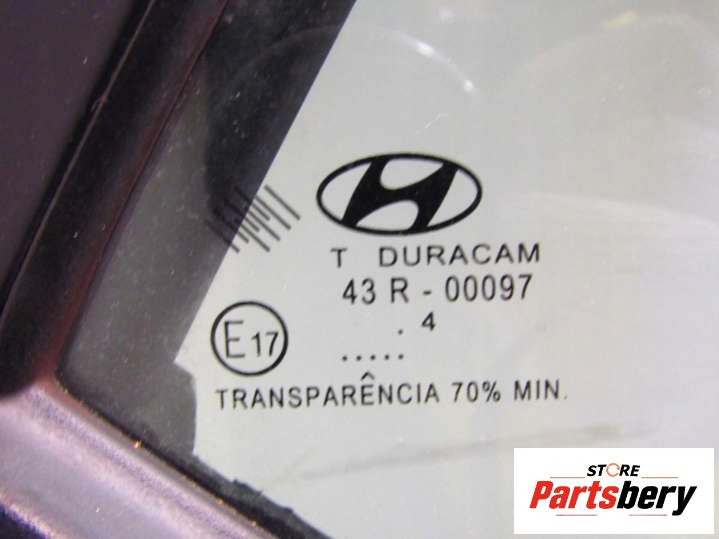 T DURACAM
43 R - 00097
. 4
E17
.....
TRANSPARÊNCIA 70% MIN.
STORE
Partsbery